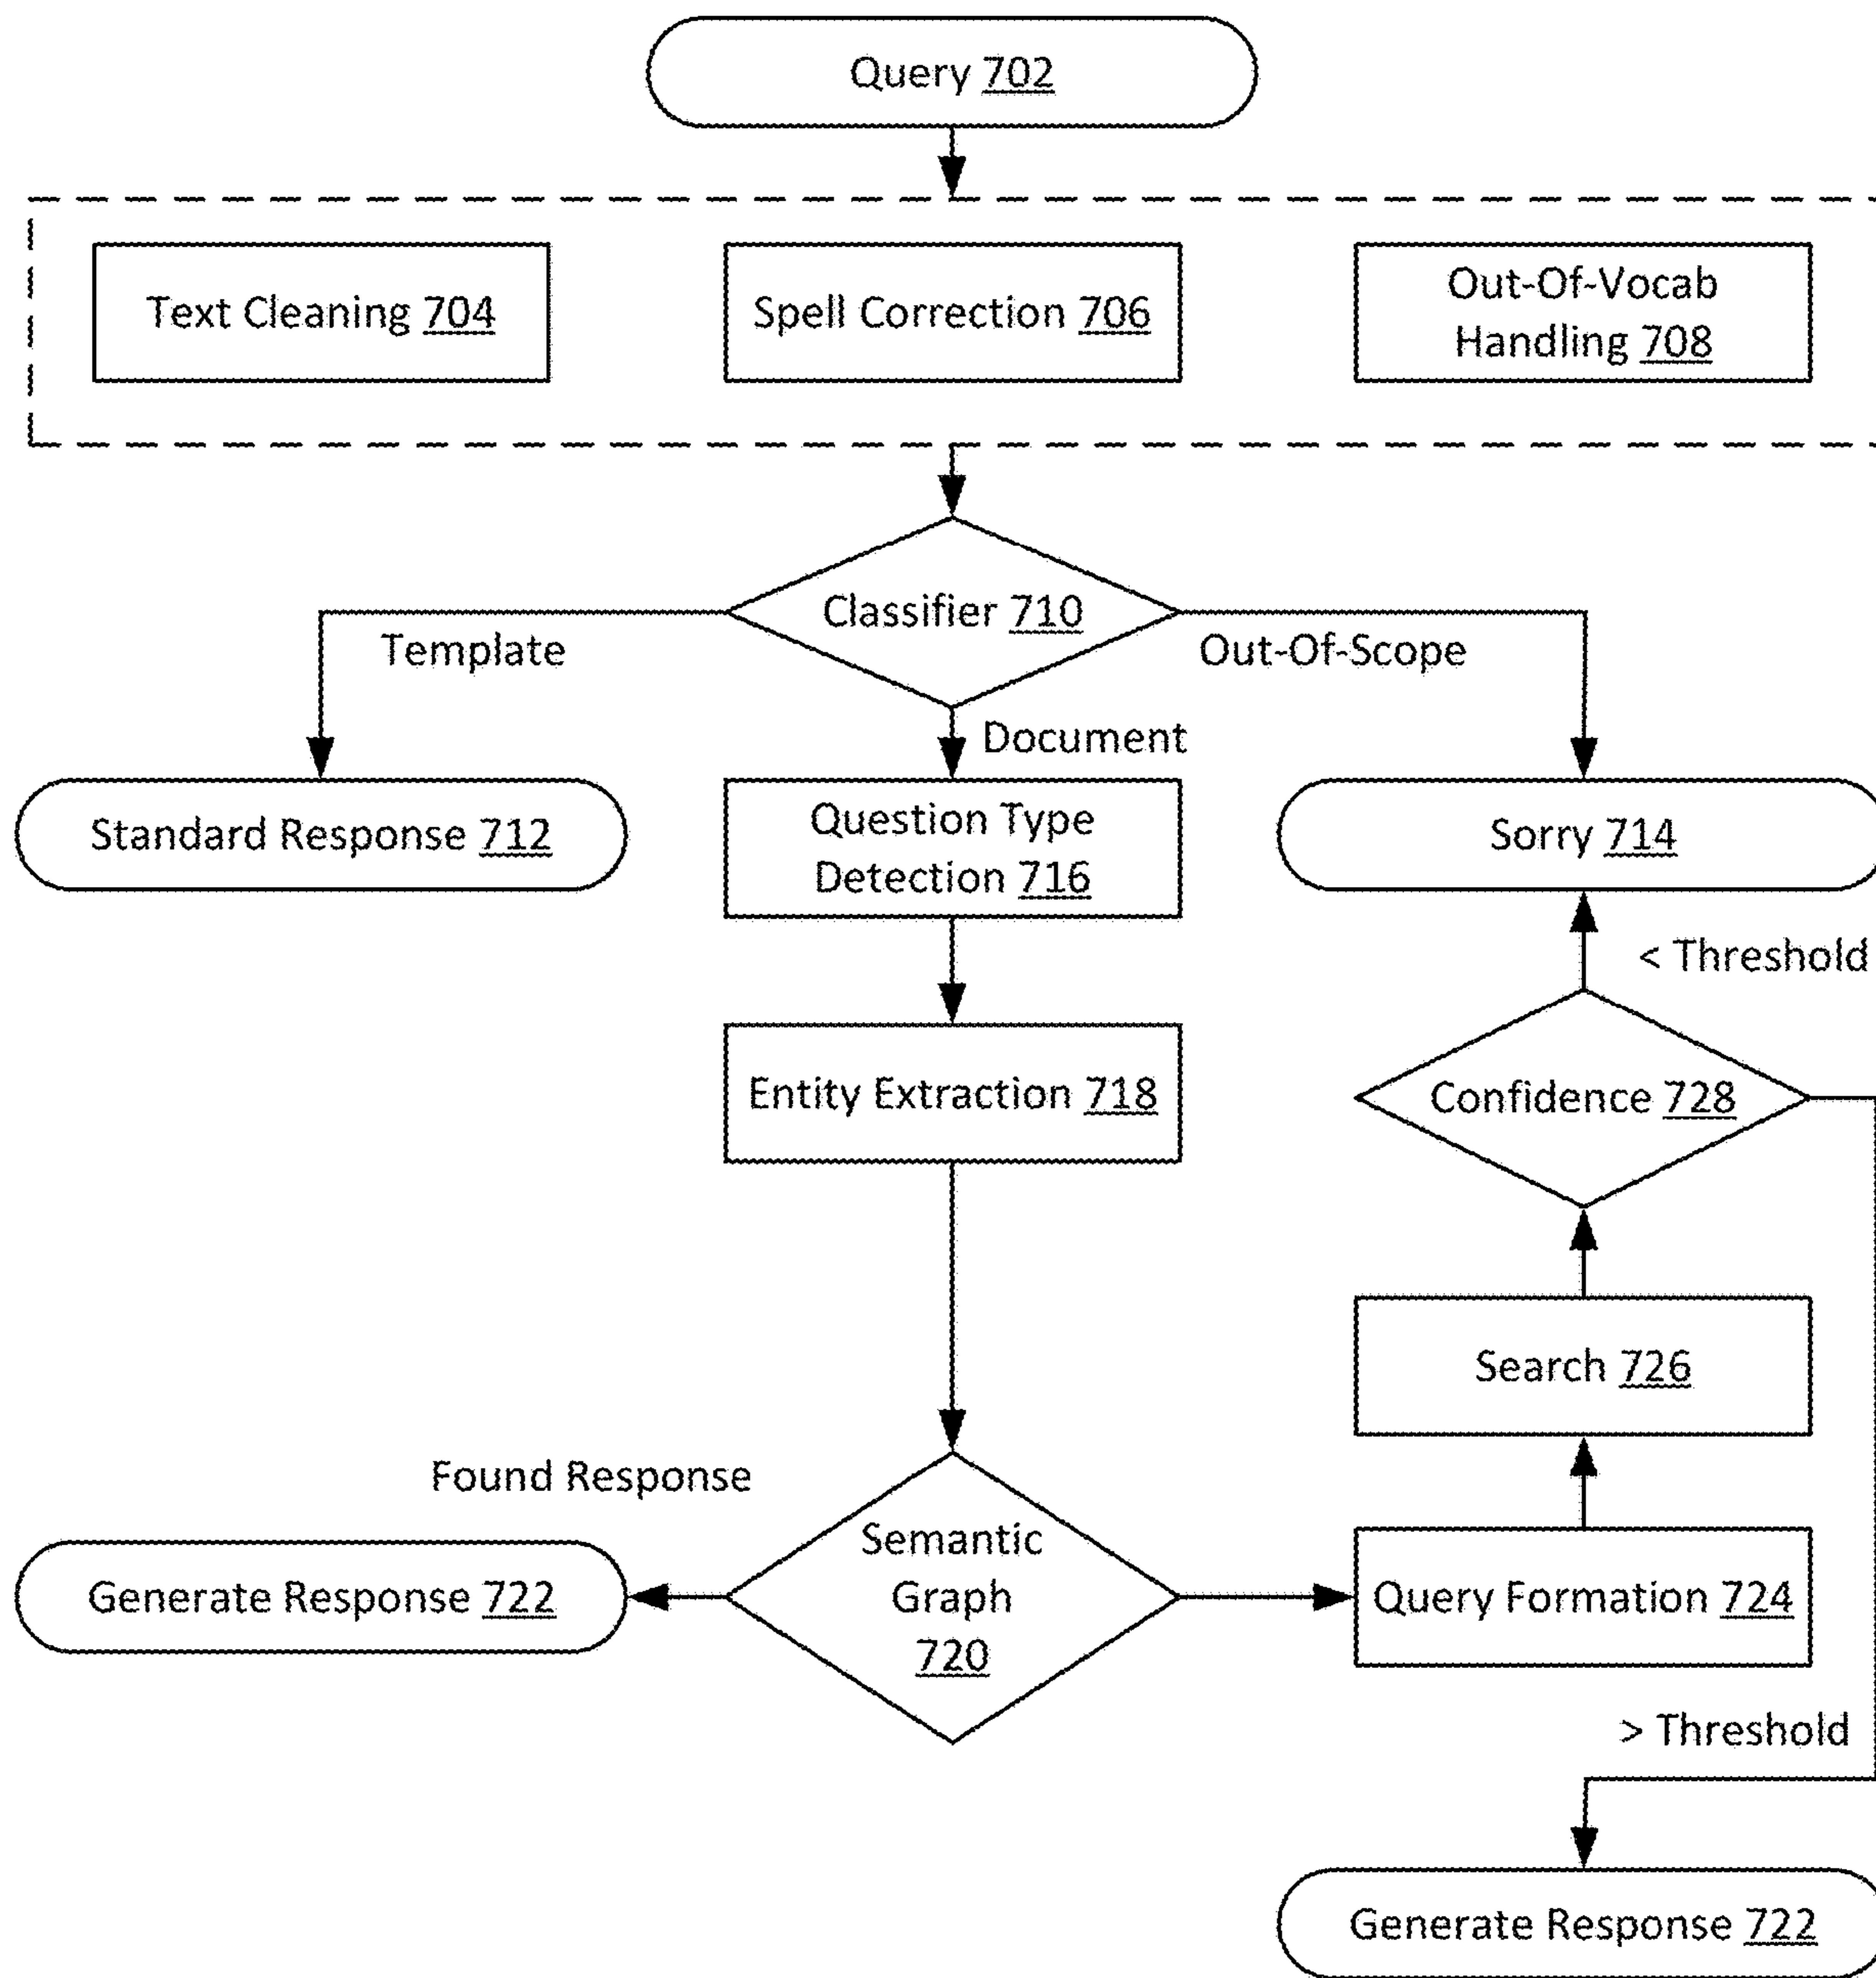 Query 702
Text Cleaning 704
Spell Correction 706
Out-Of-Vocab
Handling 708
Classifier 710
Template
Out-Of-Scope
Document
Standard Response 712
Question Type
Detection 716
Sorry 714
< Threshold
Entity Extraction 718
Confidence 728
Search 726
Found Response
Semantic
Graph
720
Generate Response 722
Query Formation 724
> Threshold
Generate Response 722